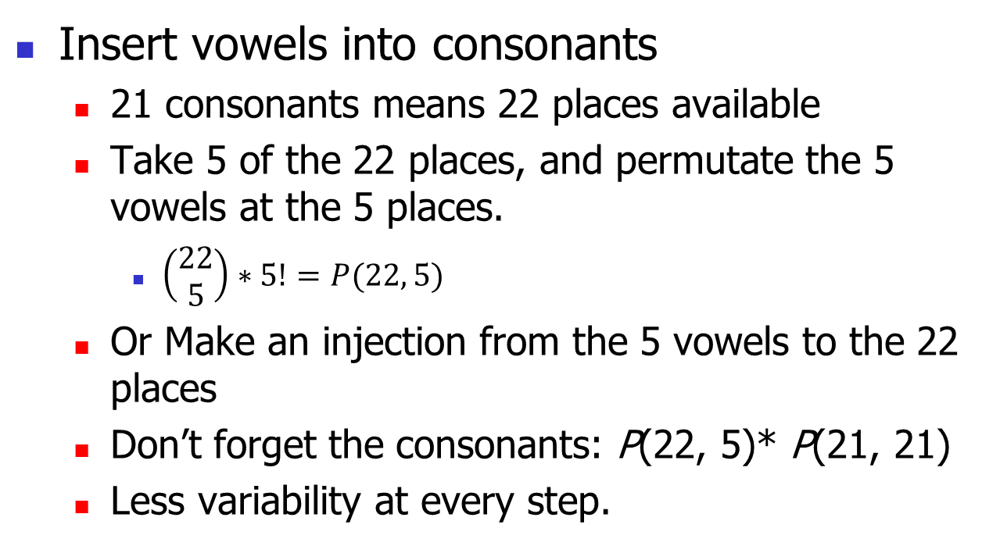 Insert vowels into consonants
21 consonants means 22 places available
Take 5 of the 22 places, and permutate the 5
vowels at the 5 places.
(22 5) * 5! = P(22, 5)
Or Make an injection from the 5 vowels to the 22
places
Don't forget the consonants: P(22, 5)* P(21, 21)
Less variability at every step.